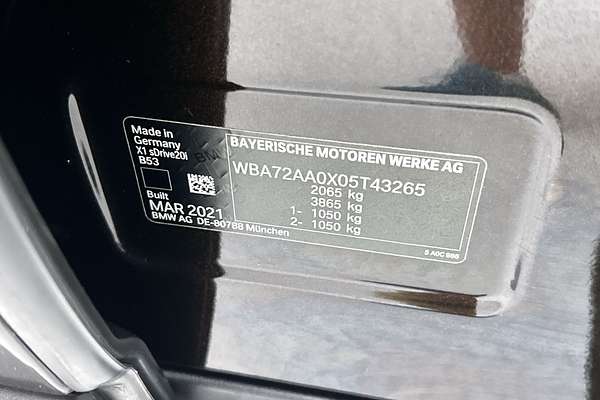 Made in
Germany
X1 sDrive20i
B53
Built
MAR 2021
BMW AG DE-80788 München
BAYERISCHE MOTOREN WERKE AG
WBA72AA0X05T43265
2065 kg
3865 kg
1- 1050 kg
2- 1050 kg